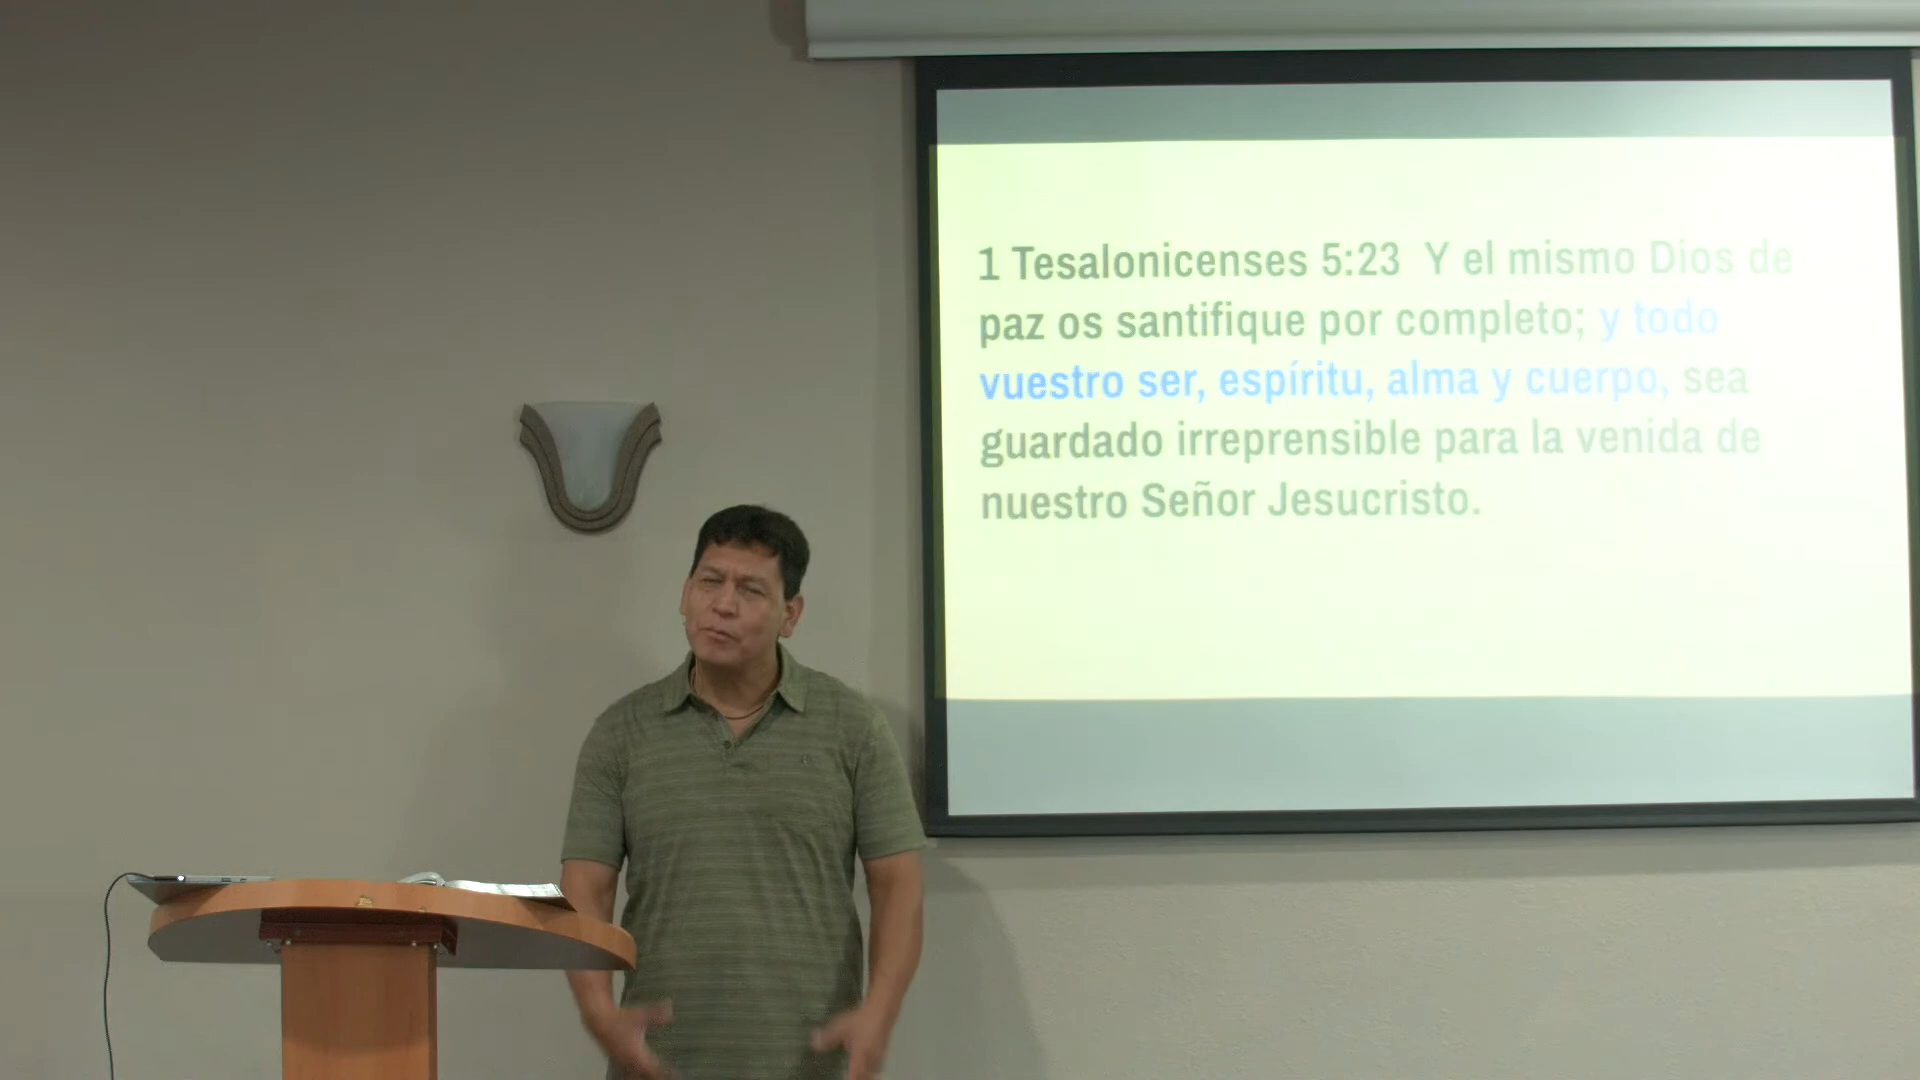 1 Tesalonicenses 5:23 Y el mismo Dios de
paz os santifique por completo; y todo
vuestro ser, espíritu, alma y cuerpo, sea
guardado irreprensible para la venida de
nuestro Señor Jesucristo.